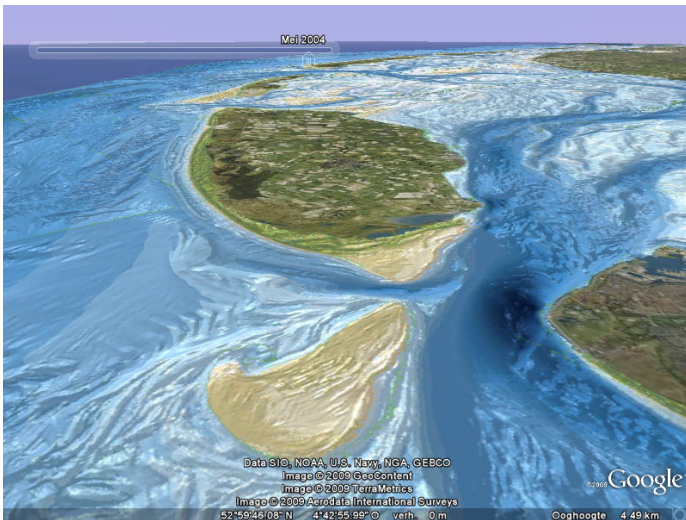 Mei 2004
Data SIO, NOAA, U.S. Navy, NGA, GEBCO
Image © 2009 GeoContent
Image © 2009 TerraMetrics
Image © 2009 Aerodata International Surveys
©2009 Google
52°59'46.08" N 4°42'55.99" O verh. 0 m Ooghoogte 4.49 km